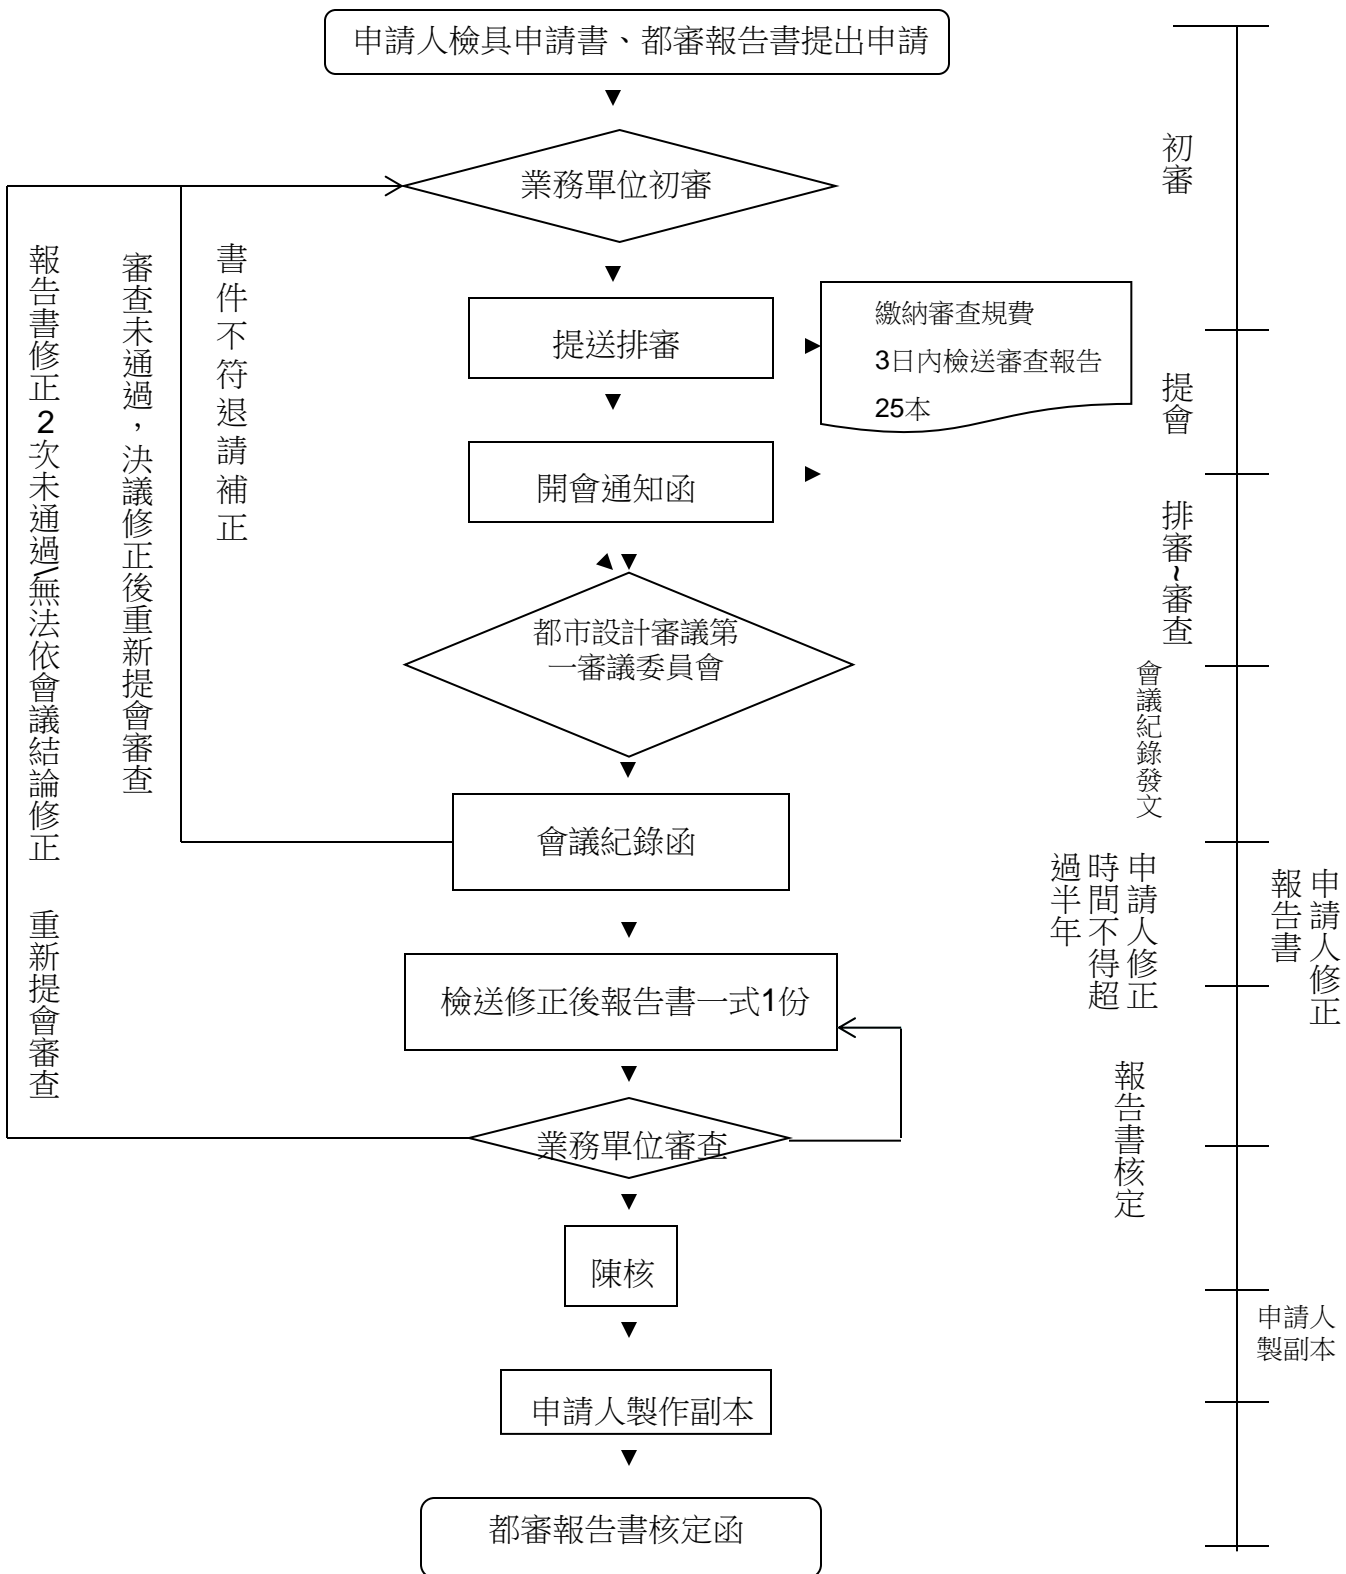 申請人檢具申請書、都審報告書提出申請
業務單位初審
提送排審
繳納審查規費
3日內檢送審查報告
25本
開會通知函
都市設計審議第
一審議委員會
會議紀錄函
檢送修正後報告書一式1份
業務單位審查
陳核
申請人製作副本
都審報告書核定函
書件不符退請補正
審查未通過，決議修正後重新提會審查
報告書修正2次未通過\無法依會議結論修正 重新提會審查
初審
提會
排審~審查
會議紀錄發文
申請人修正
時間不得超
過半年
申請人修正
報告書
報告書核定
申請人
製副本